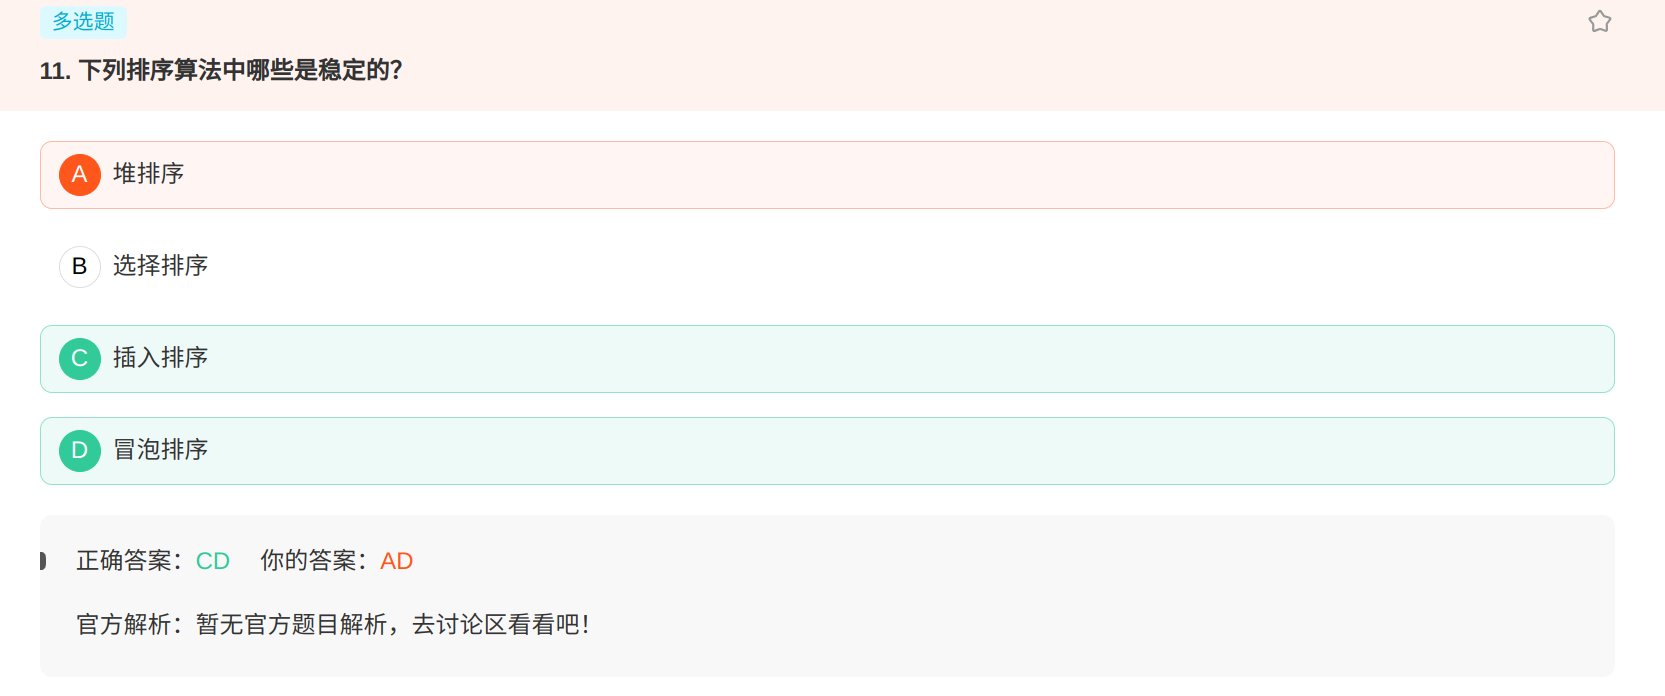 多选题
11. 下列排序算法中哪些是稳定的?
A 堆排序
B 选择排序
C 插入排序
D 冒泡排序
正确答案：CD 你的答案：AD
官方解析：暂无官方题目解析，去讨论区看看吧！